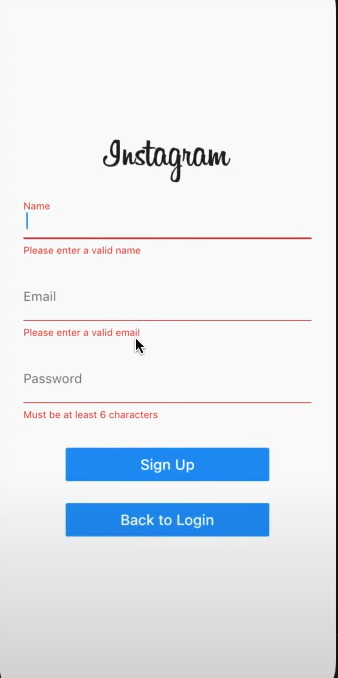 Instagram
Name
Please enter a valid name
Email
Please enter a valid email
Password
Must be at least 6 characters
Sign Up
Back to Login